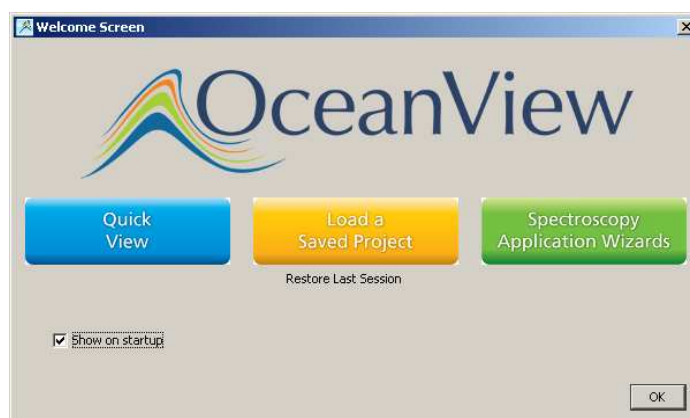 Welcome Screen
OceanView
Quick
View
Load a
Saved Project
Spectroscopy
Application Wizards
Restore Last Session
Show on startup
OK